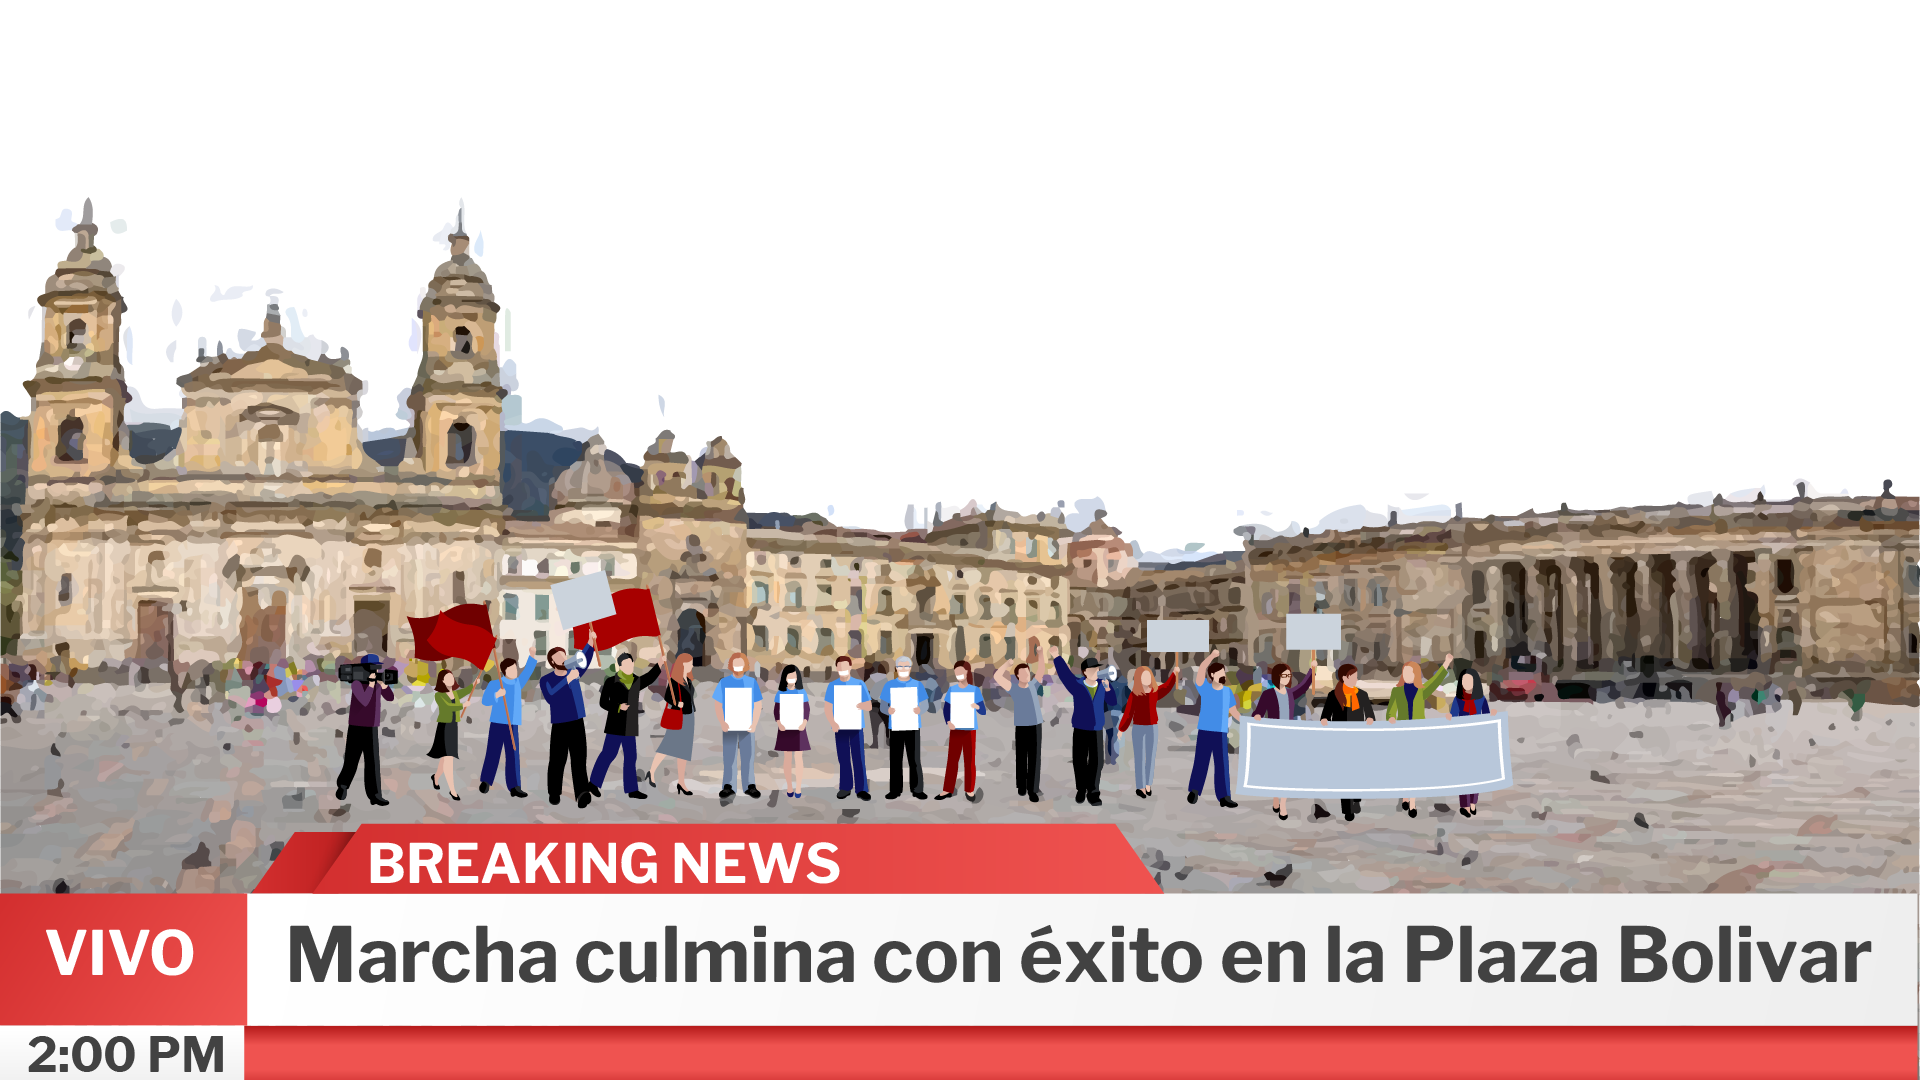 BREAKING NEWS
VIVO
Marcha culmina con éxito en la Plaza Bolivar
2:00 PM